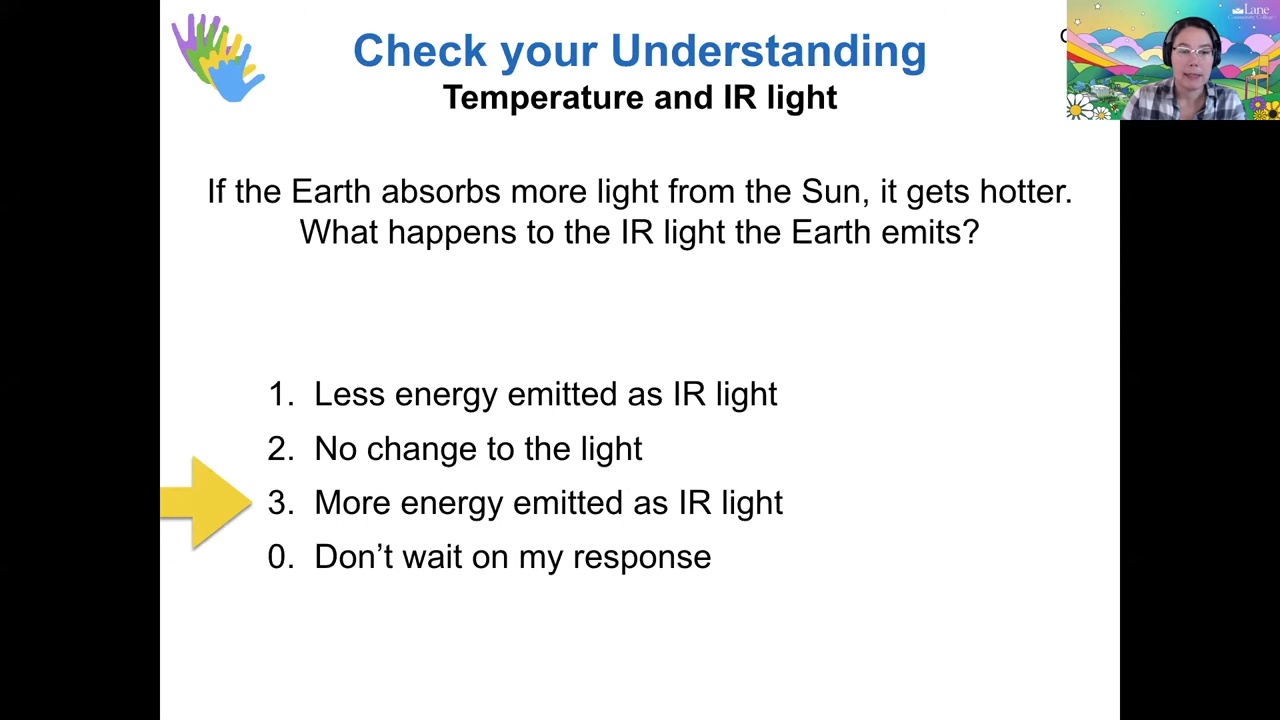 Check your Understanding
Temperature and IR light
Lane
Community College
If the Earth absorbs more light from the Sun, it gets hotter.
What happens to the IR light the Earth emits?
1. Less energy emitted as IR light
2. No change to the light
3. More energy emitted as IR light
0. Don’t wait on my response